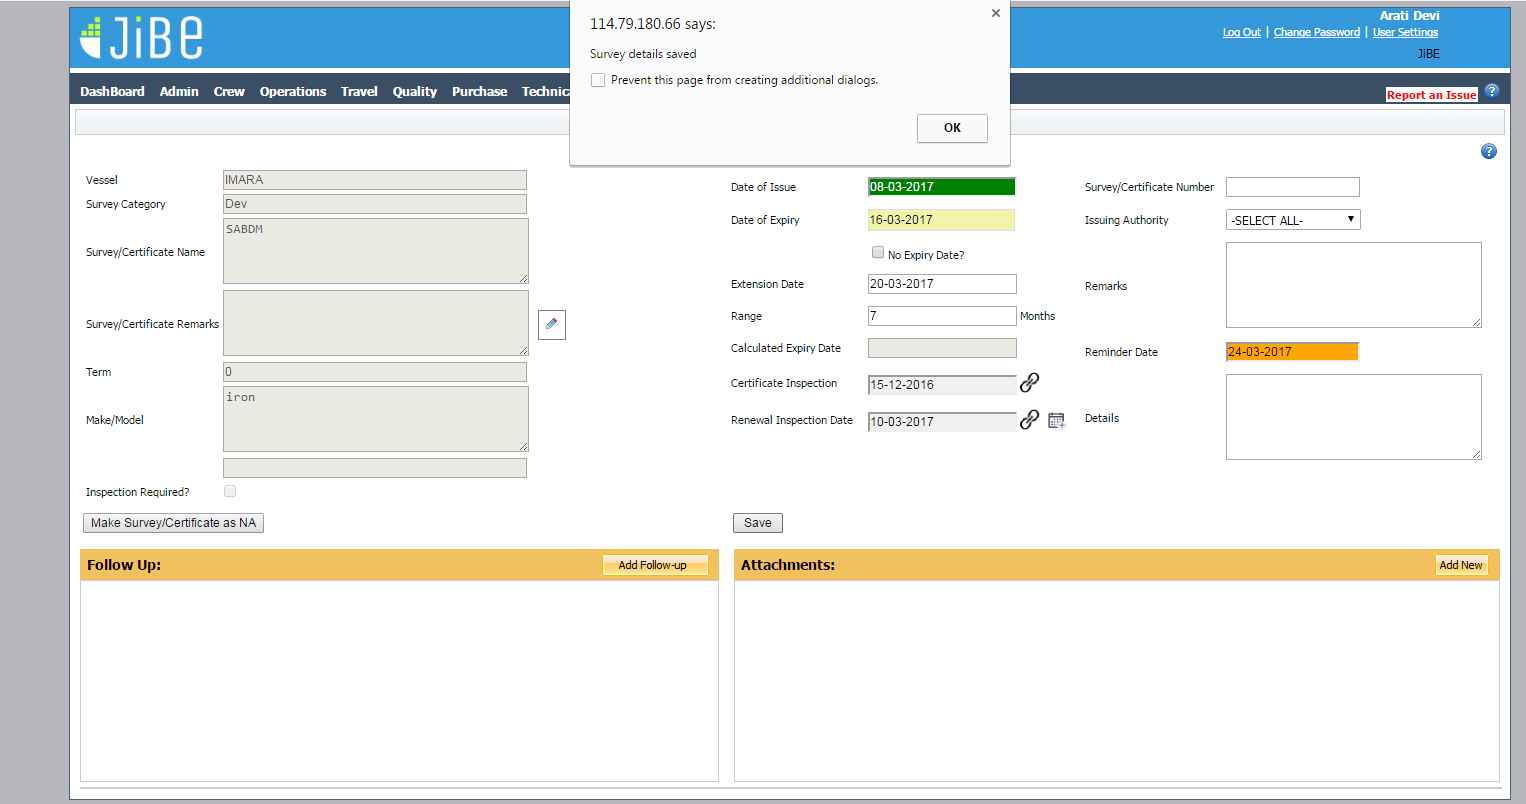 JiBE
114.79.180.66 says:
Survey details saved
Prevent this page from creating additional dialogs.
OK
Arati Devi
Log Out | Change Password | User Settings
JiBE
DashBoard Admin Crew Operations Travel Quality Purchase Technica
Report an Issue
Vessel IMARA
Survey Category Dev
Survey/Certificate Name SABDM
Survey/Certificate Remarks
Term 0
Make/Model iron
Inspection Required?
Make Survey/Certificate as NA
Date of Issue 08-03-2017
Date of Expiry 16-03-2017
No Expiry Date?
Extension Date 20-03-2017
Range 7 Months
Calculated Expiry Date
Certificate Inspection 15-12-2016
Renewal Inspection Date 10-03-2017
Save
Survey/Certificate Number
Issuing Authority -SELECT ALL-
Remarks
Reminder Date 24-03-2017
Details
Follow Up: Add Follow-up
Attachments: Add New